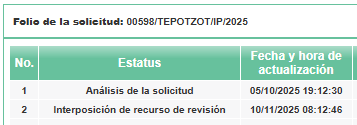 Folio de la solicitud: 00598/TEPOTZOT/IP/2025
No. Estatus Fecha y hora de actualización
1 Análisis de la solicitud 05/10/2025 19:12:30
2 Interposición de recurso de revisión 10/11/2025 08:12:46